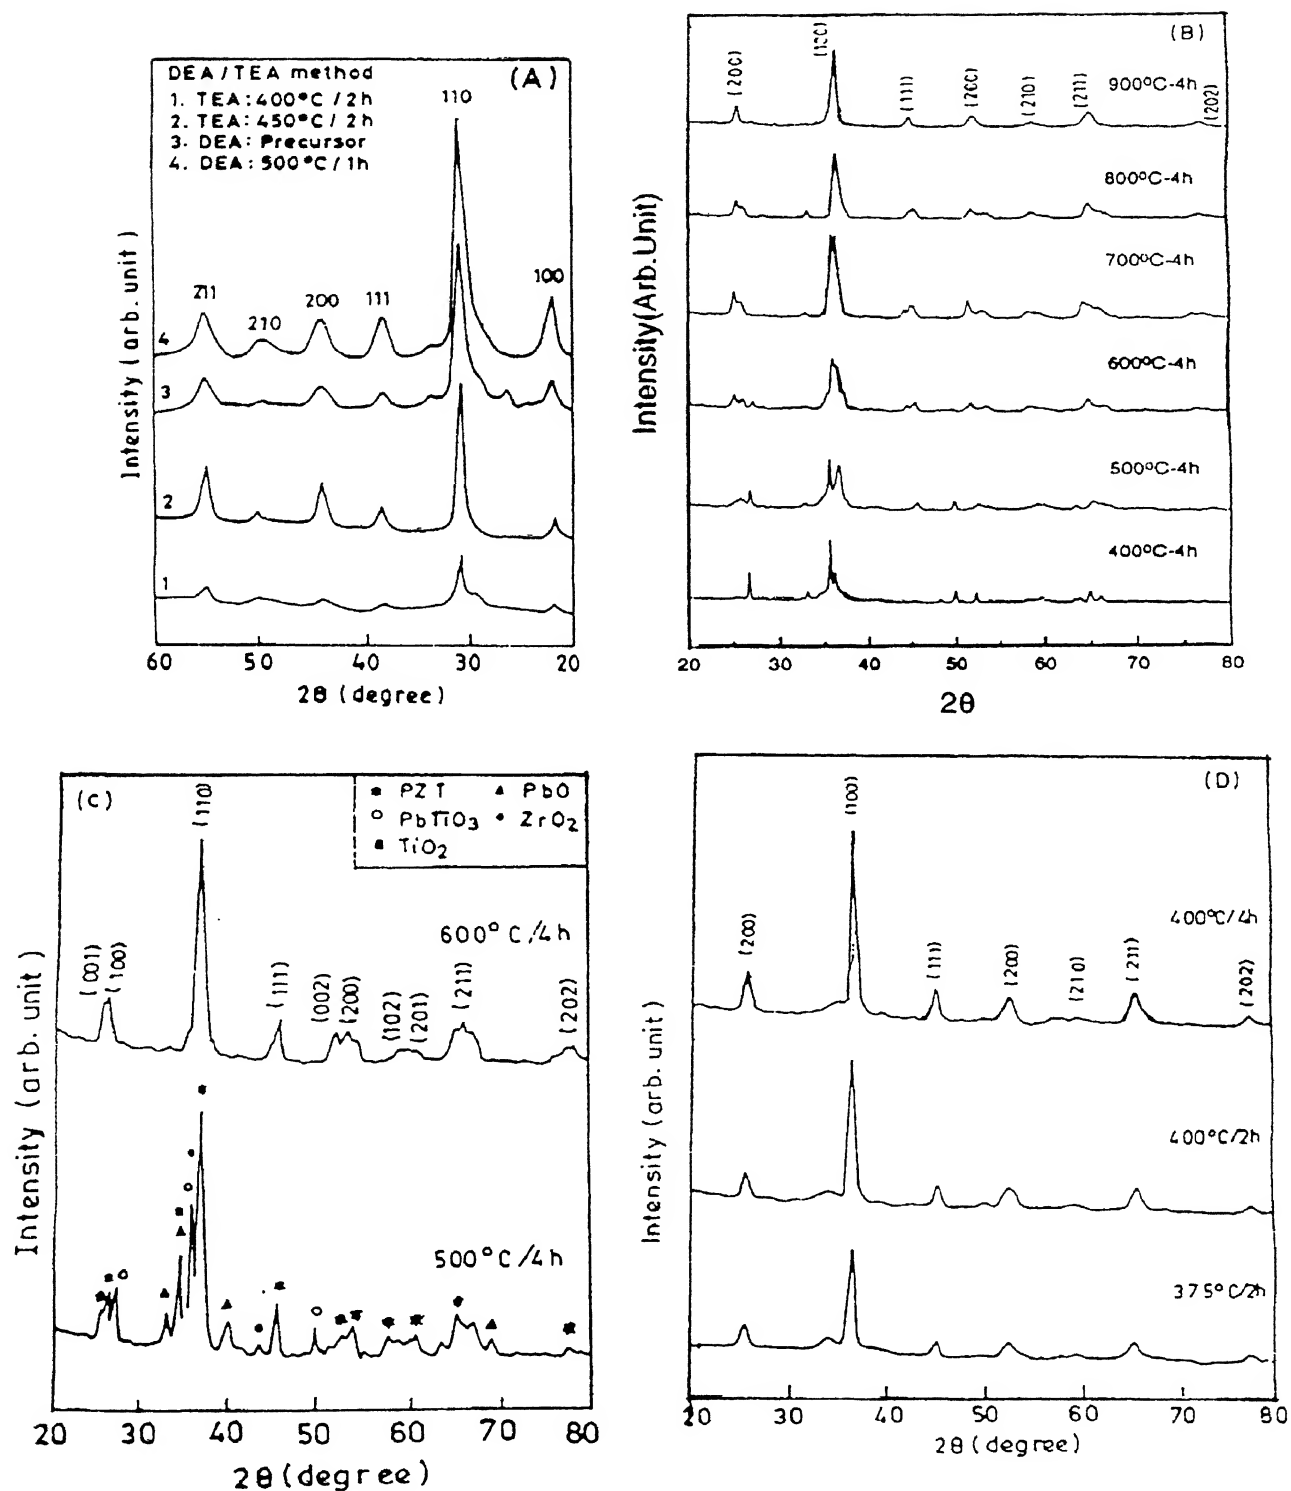 (A)
DEA/TEA method
1. TEA:400°C/2h
2. TEA:450°C/2h
3. DEA: Precursor
4. DEA:500°C/1h
110
100
111
200
210
211
4
3
2
1
60 50 40 30 20
2θ (degree)
Intensity (arb. unit)
(B)
(200)
(100)
(111)
(200)
(210)
(211)
(202)
900°C-4h
800°C-4h
700°C-4h
600°C-4h
500°C-4h
400°C-4h
20 30 40 50 60 70 80
2θ
Intensity(Arb.Unit)
(C)
* PZT ▲ PbO
○ PbTiO3 • ZrO2
■ TiO2
600°C/4h
(001)
(100)
(110)
(111)
(002)
(200)
(102)
(201)
(211)
(202)
500°C/4h
20 30 40 50 60 70 80
2θ (degree)
Intensity (arb. unit)
(D)
(200)
(100)
(111)
(200)
(210)
(211)
(202)
400°C/4h
400°C/2h
375°C/2h
20 30 40 50 60 70 80
2θ (degree)
Intensity (arb. unit)